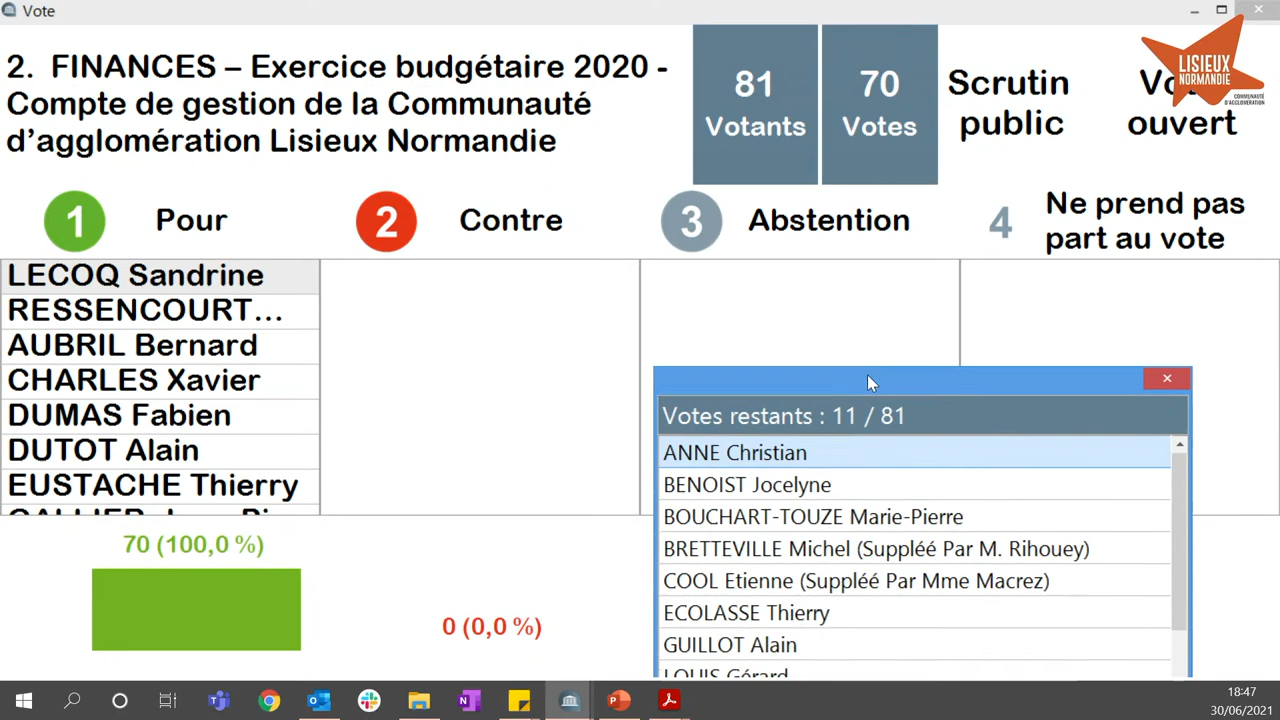 Vote
2. FINANCES – Exercice budgétaire 2020 -
Compte de gestion de la Communauté
d'agglomération Lisieux Normandie
81
Votants
70
Votes
Scrutin
public
ouvert
LISIEUX
NORMANDIE
COMMUNAUTÉ
D'AGGLOMÉRATION
1 Pour
2 Contre
3 Abstention
4 Ne prend pas
part au vote
LECOQ Sandrine
RESSENCOURT...
AUBRIL Bernard
CHARLES Xavier
DUMAS Fabien
DUTOT Alain
EUSTACHE Thierry
70 (100,0 %)
0 (0,0 %)
Votes restants : 11 / 81
ANNE Christian
BENOIST Jocelyne
BOUCHART-TOUZE Marie-Pierre
BRETTEVILLE Michel (Suppléé Par M. Rihouey)
COOL Etienne (Suppléé Par Mme Macrez)
ECOLASSE Thierry
GUILLOT Alain
LOUIS Gérard
18:47
30/06/2021